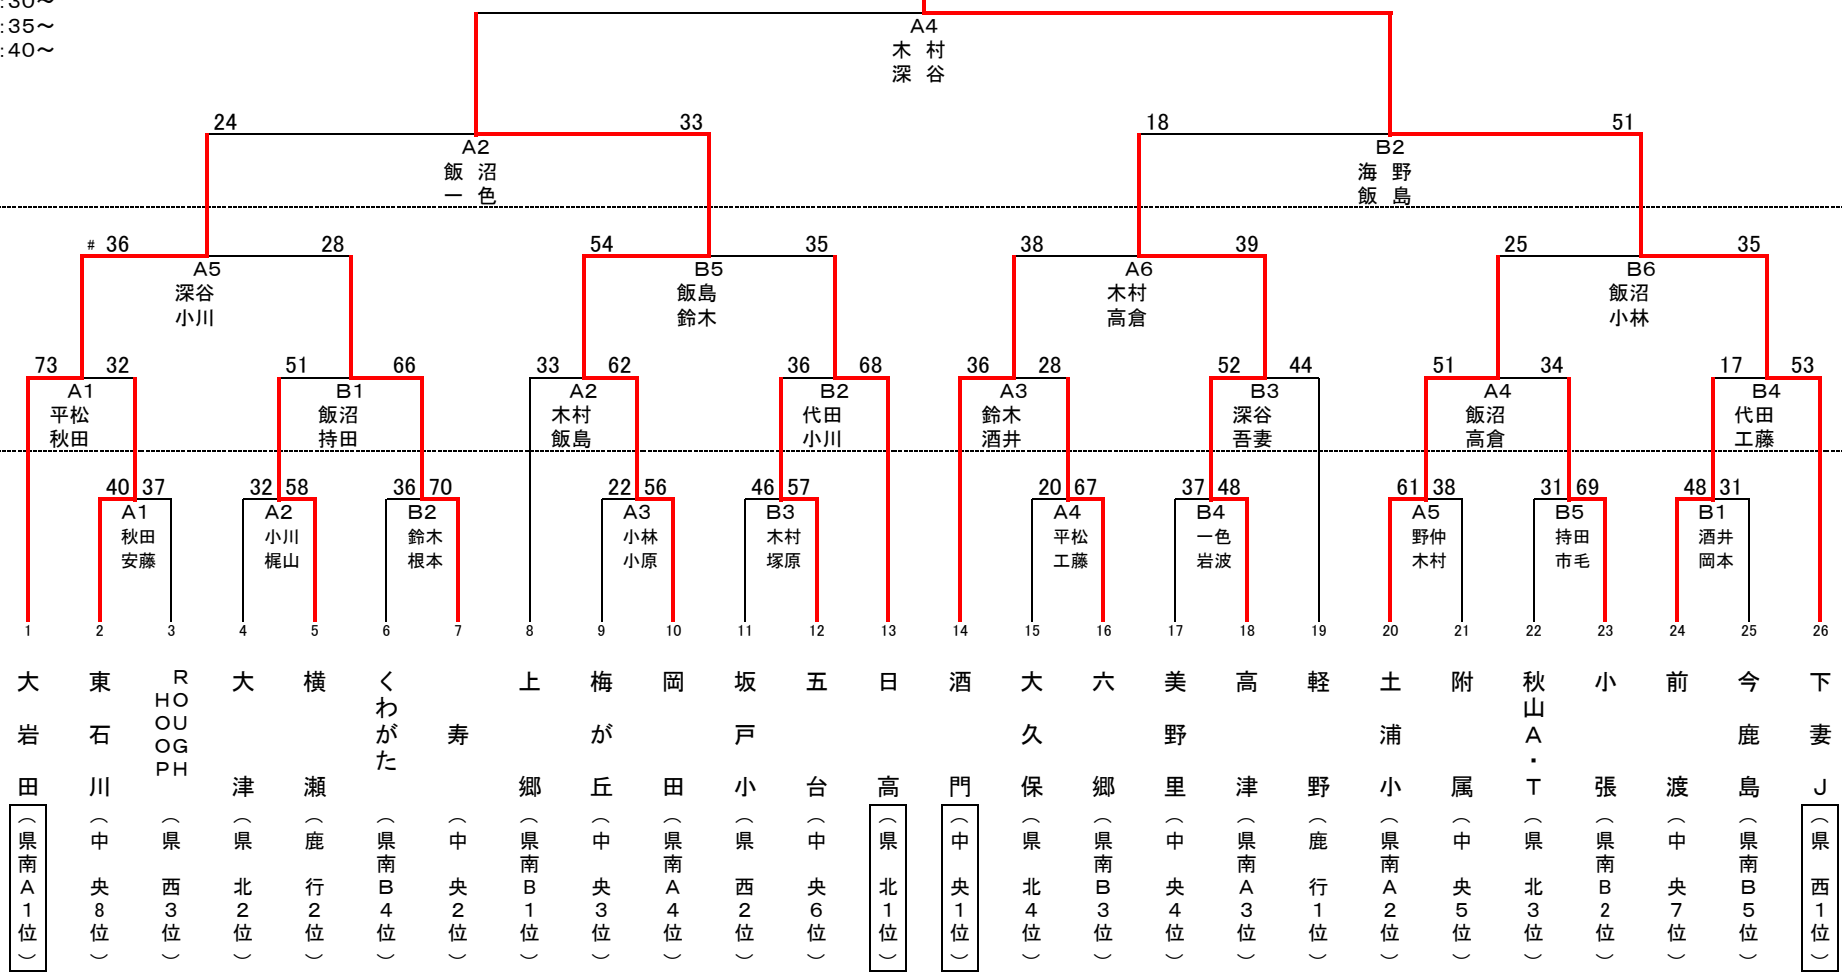 :30～
:35～
:40～
A4
木 村
深 谷
24 33 18 51
A2 B2
飯 沼 海 野
一 色 飯 島
# 36 28 54 35 38 39 25 35
A5 B5 A6 B6
深谷 飯島 木村 飯沼
小川 鈴木 高倉 小林
73 32 51 66 33 62 36 68 36 28 52 44 51 34 17 53
A1 B1 A2 B2 A3 B3 A4 B4
平松 飯沼 木村 代田 鈴木 深谷 飯沼 代田
秋田 持田 飯島 小川 酒井 吾妻 高倉 工藤
40 37 32 58 36 70 22 56 46 57 20 67 37 48 61 38 31 69 48 31
A1 A2 B2 A3 B3 A4 B4 A5 B5 B1
秋田 小川 鈴木 小林 木村 平松 一色 野仲 持田 酒井
安藤 梶山 根本 小原 塚原 工藤 岩波 木村 市毛 岡本
1 2 3 4 5 6 7 8 9 10 11 12 13 14 15 16 17 18 19 20 21 22 23 24 25 26
大岩田
（県南A1位）
東石川
（中央8位）
ROUGH
HOOP
（県西3位）
大津
（県北2位）
横瀬
（鹿行2位）
くわがた
（県南B4位）
寿
（中央2位）
上郷
（県南B1位）
梅が丘
（中央3位）
岡田
（県南A4位）
坂戸小
（県西2位）
五台
（中央6位）
日高
（県北1位）
酒門
（中央1位）
大久保
（県北4位）
六郷
（県南B3位）
美野里
（中央4位）
高津
（県南A3位）
軽野
（鹿行1位）
土浦小
（県南A2位）
附属
（中央5位）
秋山A・T
（県北3位）
小張
（県南B2位）
前渡
（中央7位）
今鹿島
（県南B5位）
下妻J
（県西1位）